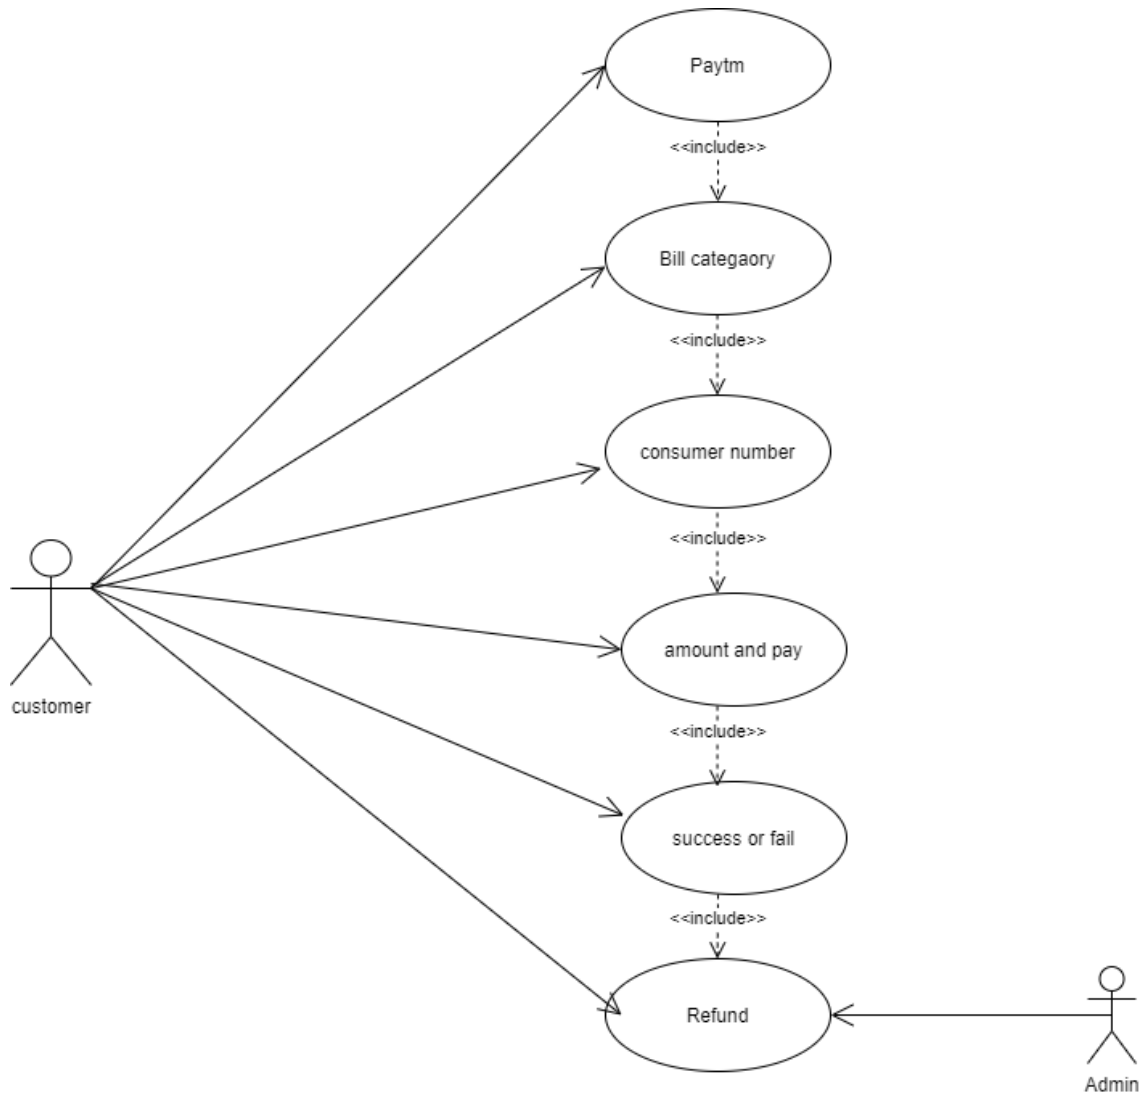 Paytm
<<include>>
Bill categaory
<<include>>
consumer number
<<include>>
amount and pay
customer
<<include>>
success or fail
<<include>>
Refund
Admin